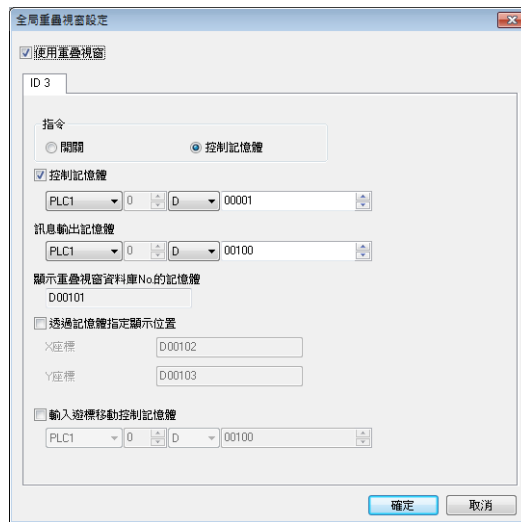 全局重疊視窗設定
使用重疊視窗
ID 3
指令
開關 控制記憶體
控制記憶體
PLC1 0 D 00001
訊息輸出記憶體
PLC1 0 D 00100
顯示重疊視窗資料庫No.的記憶體
D00101
透過記憶體指定顯示位置
X座標 D00102
Y座標 D00103
輸入遊標移動控制記憶體
PLC1 0 D 00100
確定 取消